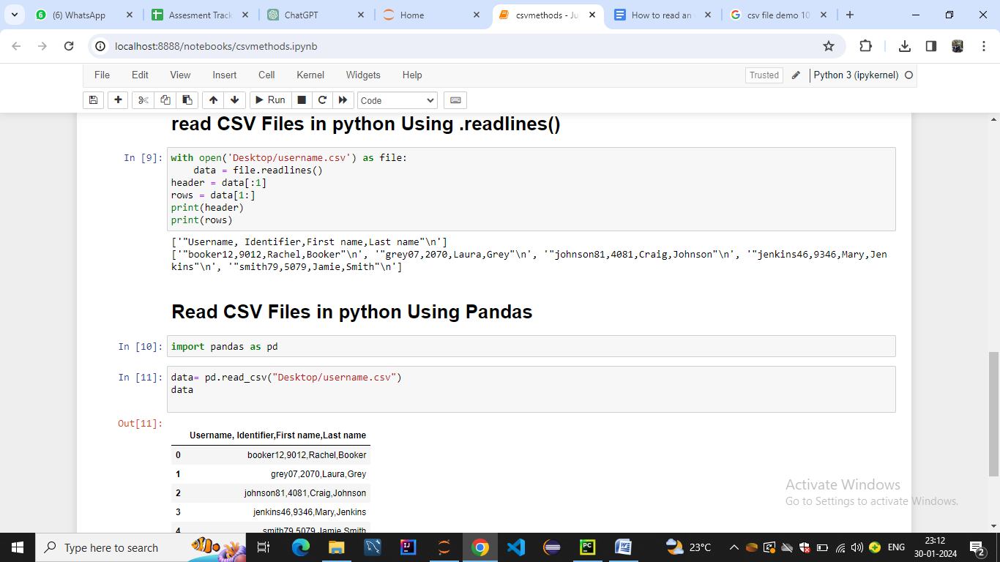 (6) WhatsApp
Assesment Track
ChatGPT
Home
csvmethods - Ju
How to read an
csv file demo 10
localhost:8888/notebooks/csvmethods.ipynb
File Edit View Insert Cell Kernel Widgets Help
Trusted
Python 3 (ipykernel)
Run
Code
read CSV Files in python Using .readlines()
In [9]:
with open('Desktop/username.csv') as file:
    data = file.readlines()
header = data[:1]
rows = data[1:]
print(header)
print(rows)
['"Username, Identifier,First name,Last name"\n']
['"booker12,9012,Rachel,Booker"\n', '"grey07,2070,Laura,Grey"\n', '"johnson81,4081,Craig,Johnson"\n', '"jenkins46,9346,Mary,Jen
kins"\n', '"smith79,5079,Jamie,Smith"\n']
Read CSV Files in python Using Pandas
In [10]:
import pandas as pd
In [11]:
data= pd.read_csv("Desktop/username.csv")
data
Out[11]:
Username, Identifier,First name,Last name
0 booker12,9012,Rachel,Booker
1 grey07,2070,Laura,Grey
2 johnson81,4081,Craig,Johnson
3 jenkins46,9346,Mary,Jenkins
4 smith79,5079,Jamie,Smith
Activate Windows
Go to Settings to activate Windows.
Type here to search
23°C
ENG
23:12
30-01-2024
2